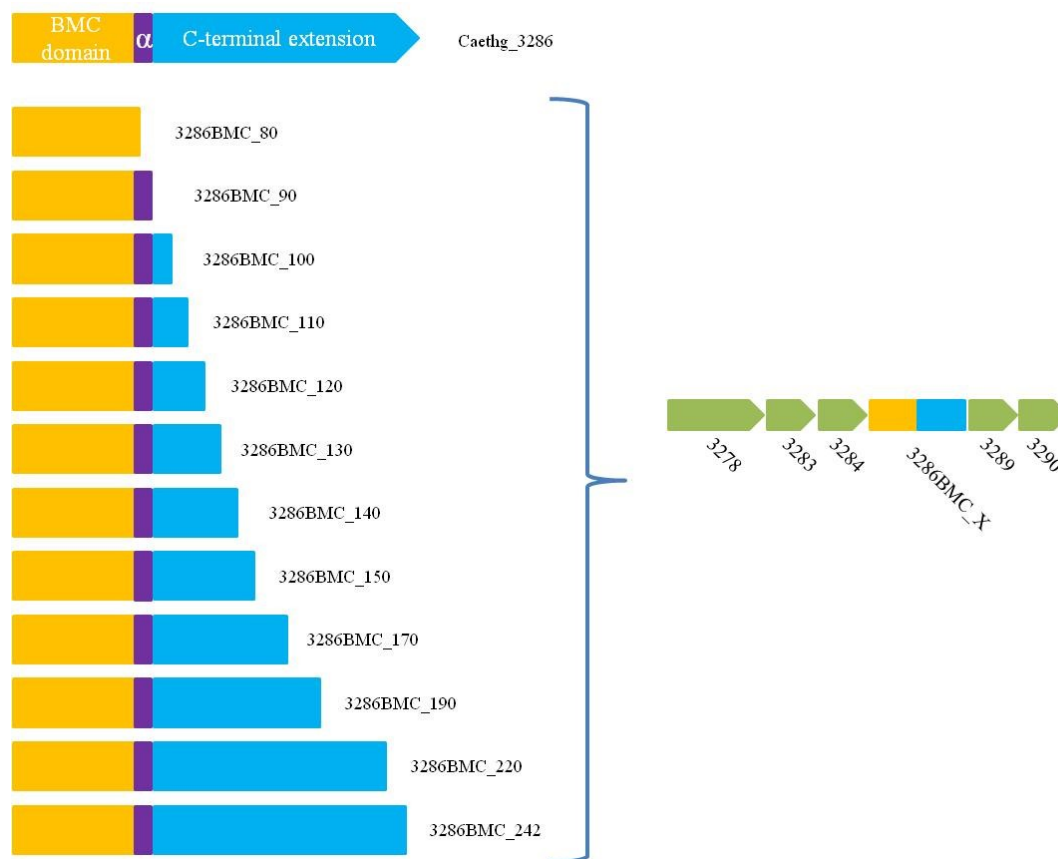 BMC
domain
α
C-terminal extension
Caethg_3286
3286BMC_80
3286BMC_90
3286BMC_100
3286BMC_110
3286BMC_120
3286BMC_130
3286BMC_140
3286BMC_150
3286BMC_170
3286BMC_190
3286BMC_220
3286BMC_242
3278
3283
3284
3286BMC_X
3289
3290